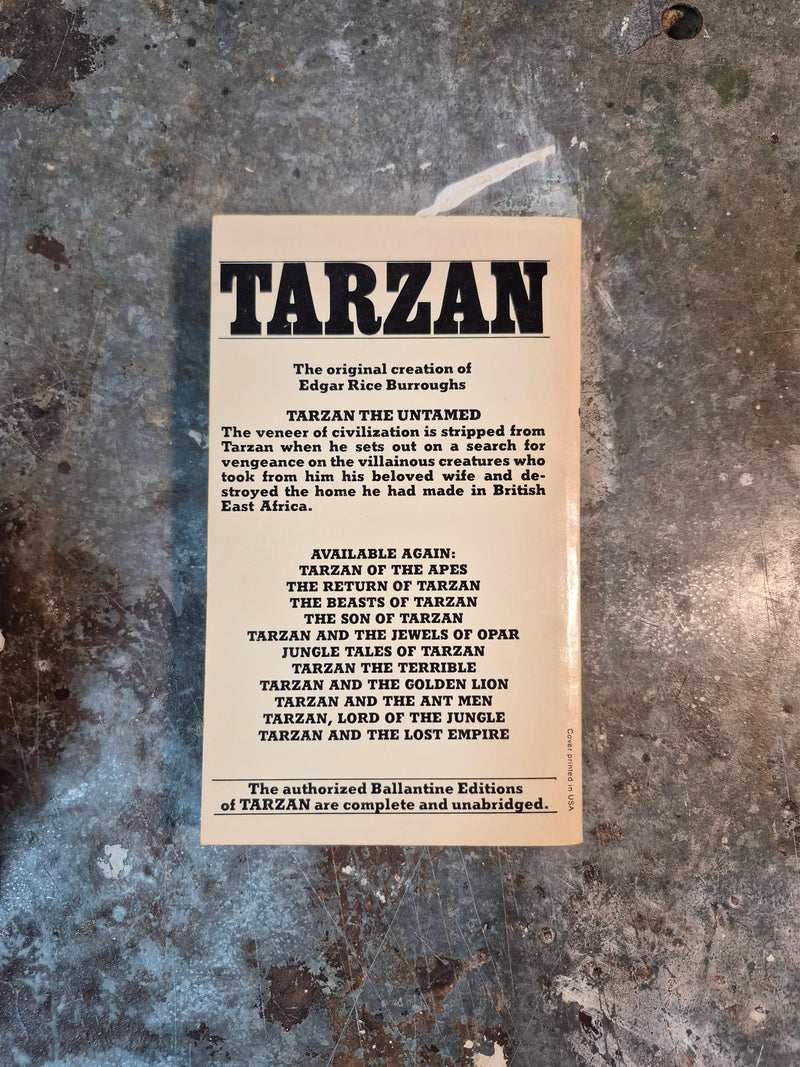 TARZAN
The original creation of
Edgar Rice Burroughs
TARZAN THE UNTAMED
The veneer of civilization is stripped from
Tarzan when he sets out on a search for
vengeance on the villainous creatures who
took from him his beloved wife and de-
stroyed the home he had made in British
East Africa.
AVAILABLE AGAIN:
TARZAN OF THE APES
THE RETURN OF TARZAN
THE BEASTS OF TARZAN
THE SON OF TARZAN
TARZAN AND THE JEWELS OF OPAR
JUNGLE TALES OF TARZAN
TARZAN THE TERRIBLE
TARZAN AND THE GOLDEN LION
TARZAN AND THE ANT MEN
TARZAN, LORD OF THE JUNGLE
TARZAN AND THE LOST EMPIRE
The authorized Ballantine Editions
of TARZAN are complete and unabridged.
Cover printed in USA